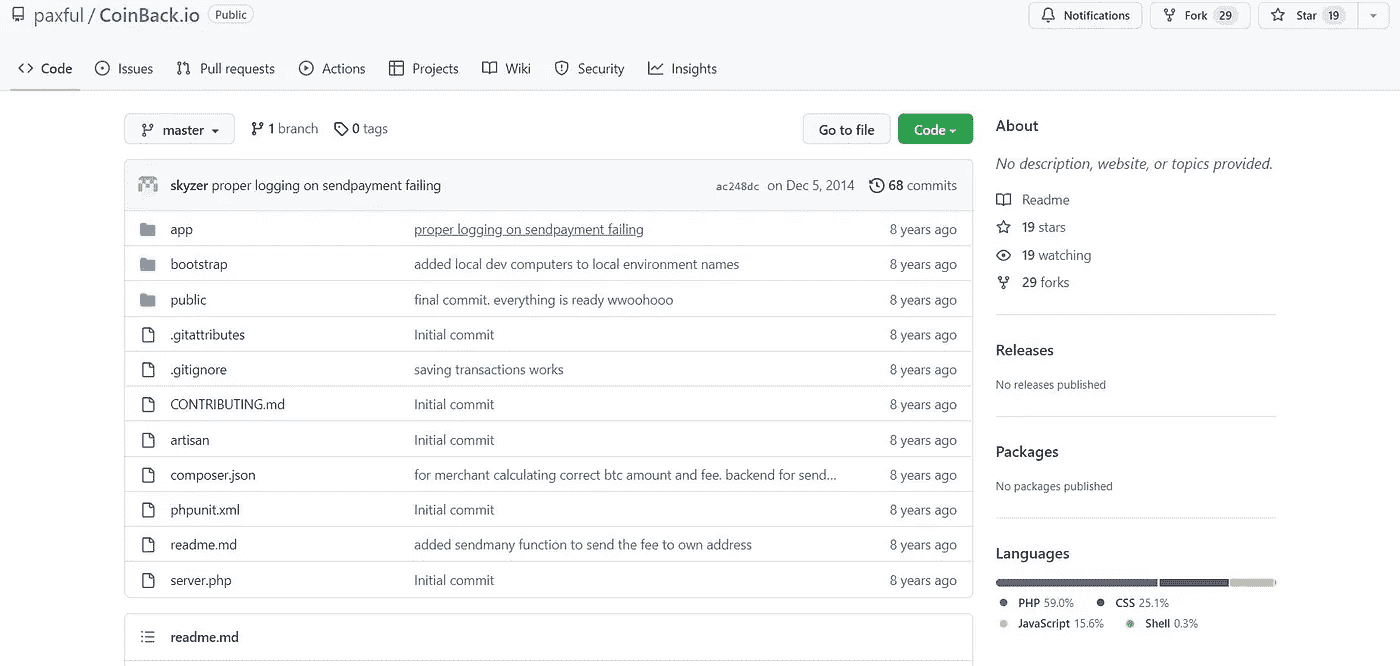 paxful / CoinBack.io Public Notifications Fork 29 Star 19
Code Issues Pull requests Actions Projects Wiki Security Insights
master 1 branch 0 tags Go to file Code
skyzer proper logging on sendpayment failing ac248dc on Dec 5, 2014 68 commits
app proper logging on sendpayment failing 8 years ago
bootstrap added local dev computers to local environment names 8 years ago
public final commit. everything is ready wwoohooo 8 years ago
.gitattributes Initial commit 8 years ago
.gitignore saving transactions works 8 years ago
CONTRIBUTING.md Initial commit 8 years ago
artisan Initial commit 8 years ago
composer.json for merchant calculating correct btc amount and fee. backend for send... 8 years ago
phpunit.xml Initial commit 8 years ago
readme.md added sendmany function to send the fee to own address 8 years ago
server.php Initial commit 8 years ago
readme.md
About
No description, website, or topics provided.
Readme
19 stars
19 watching
29 forks
Releases
No releases published
Packages
No packages published
Languages
PHP 59.0% CSS 25.1%
JavaScript 15.6% Shell 0.3%